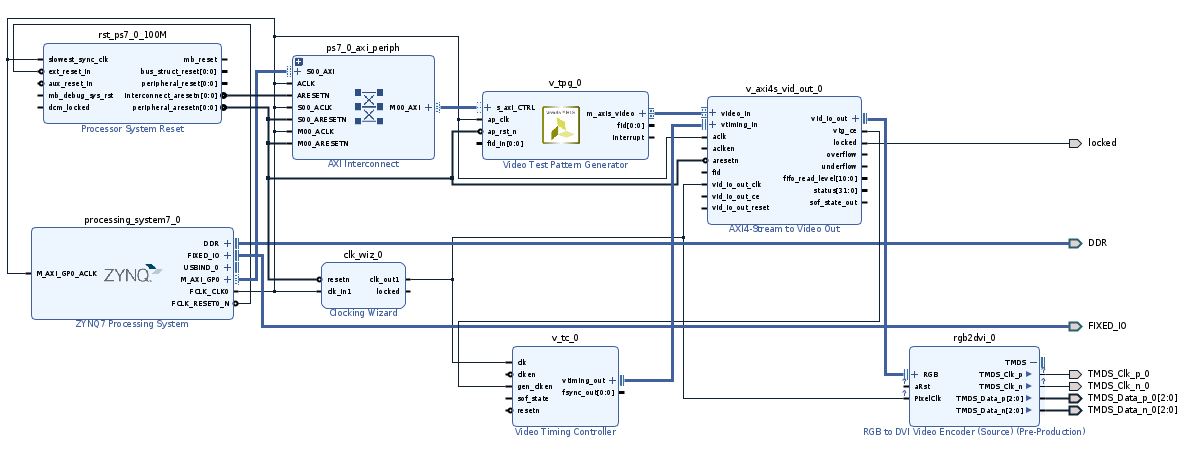 rst_ps7_0_100M
slowest_sync_clk
ext_reset_in
aux_reset_in
mb_debug_sys_rst
dcm_locked
mb_reset
bus_struct_reset[0:0]
peripheral_reset[0:0]
interconnect_aresetn[0:0]
peripheral_aresetn[0:0]
Processor System Reset
ps7_0_axi_periph
S00_AXI
ACLK
ARESETN
S00_ACLK
S00_ARESETN
M00_ACLK
M00_ARESETN
M00_AXI
AXI Interconnect
v_tpg_0
s_axi_CTRL
ap_clk
ap_rst_n
fid_in[0:0]
m_axis_video
fid[0:0]
interrupt
Video Test Pattern Generator
v_axi4s_vid_out_0
video_in
vtiming_in
aclk
aclken
aresetn
fid
vid_io_out_clk
vid_io_out_ce
vid_io_out_reset
vid_io_out
vtg_ce
locked
overflow
underflow
fifo_read_level[10:0]
status[31:0]
sof_state_out
AXI4-Stream to Video Out
locked
processing_system7_0
M_AXI_GP0_ACLK
ZYNQ
DDR
FIXED_IO
USBIND_0
M_AXI_GP0
FCLK_CLK0
FCLK_RESET0_N
ZYNQ7 Processing System
DDR
clk_wiz_0
resetn
clk_in1
clk_out1
locked
Clocking Wizard
FIXED_IO
v_tc_0
clk
clken
gen_clken
sof_state
resetn
vtiming_out
fsync_out[0:0]
Video Timing Controller
rgb2dvi_0
RGB
aRst
PixelClk
TMDS
TMDS_Clk_p
TMDS_Clk_n
TMDS_Data_p[2:0]
TMDS_Data_n[2:0]
RGB to DVI Video Encoder (Source) (Pre-Production)
TMDS_Clk_p_0
TMDS_Clk_n_0
TMDS_Data_p_0[2:0]
TMDS_Data_n_0[2:0]